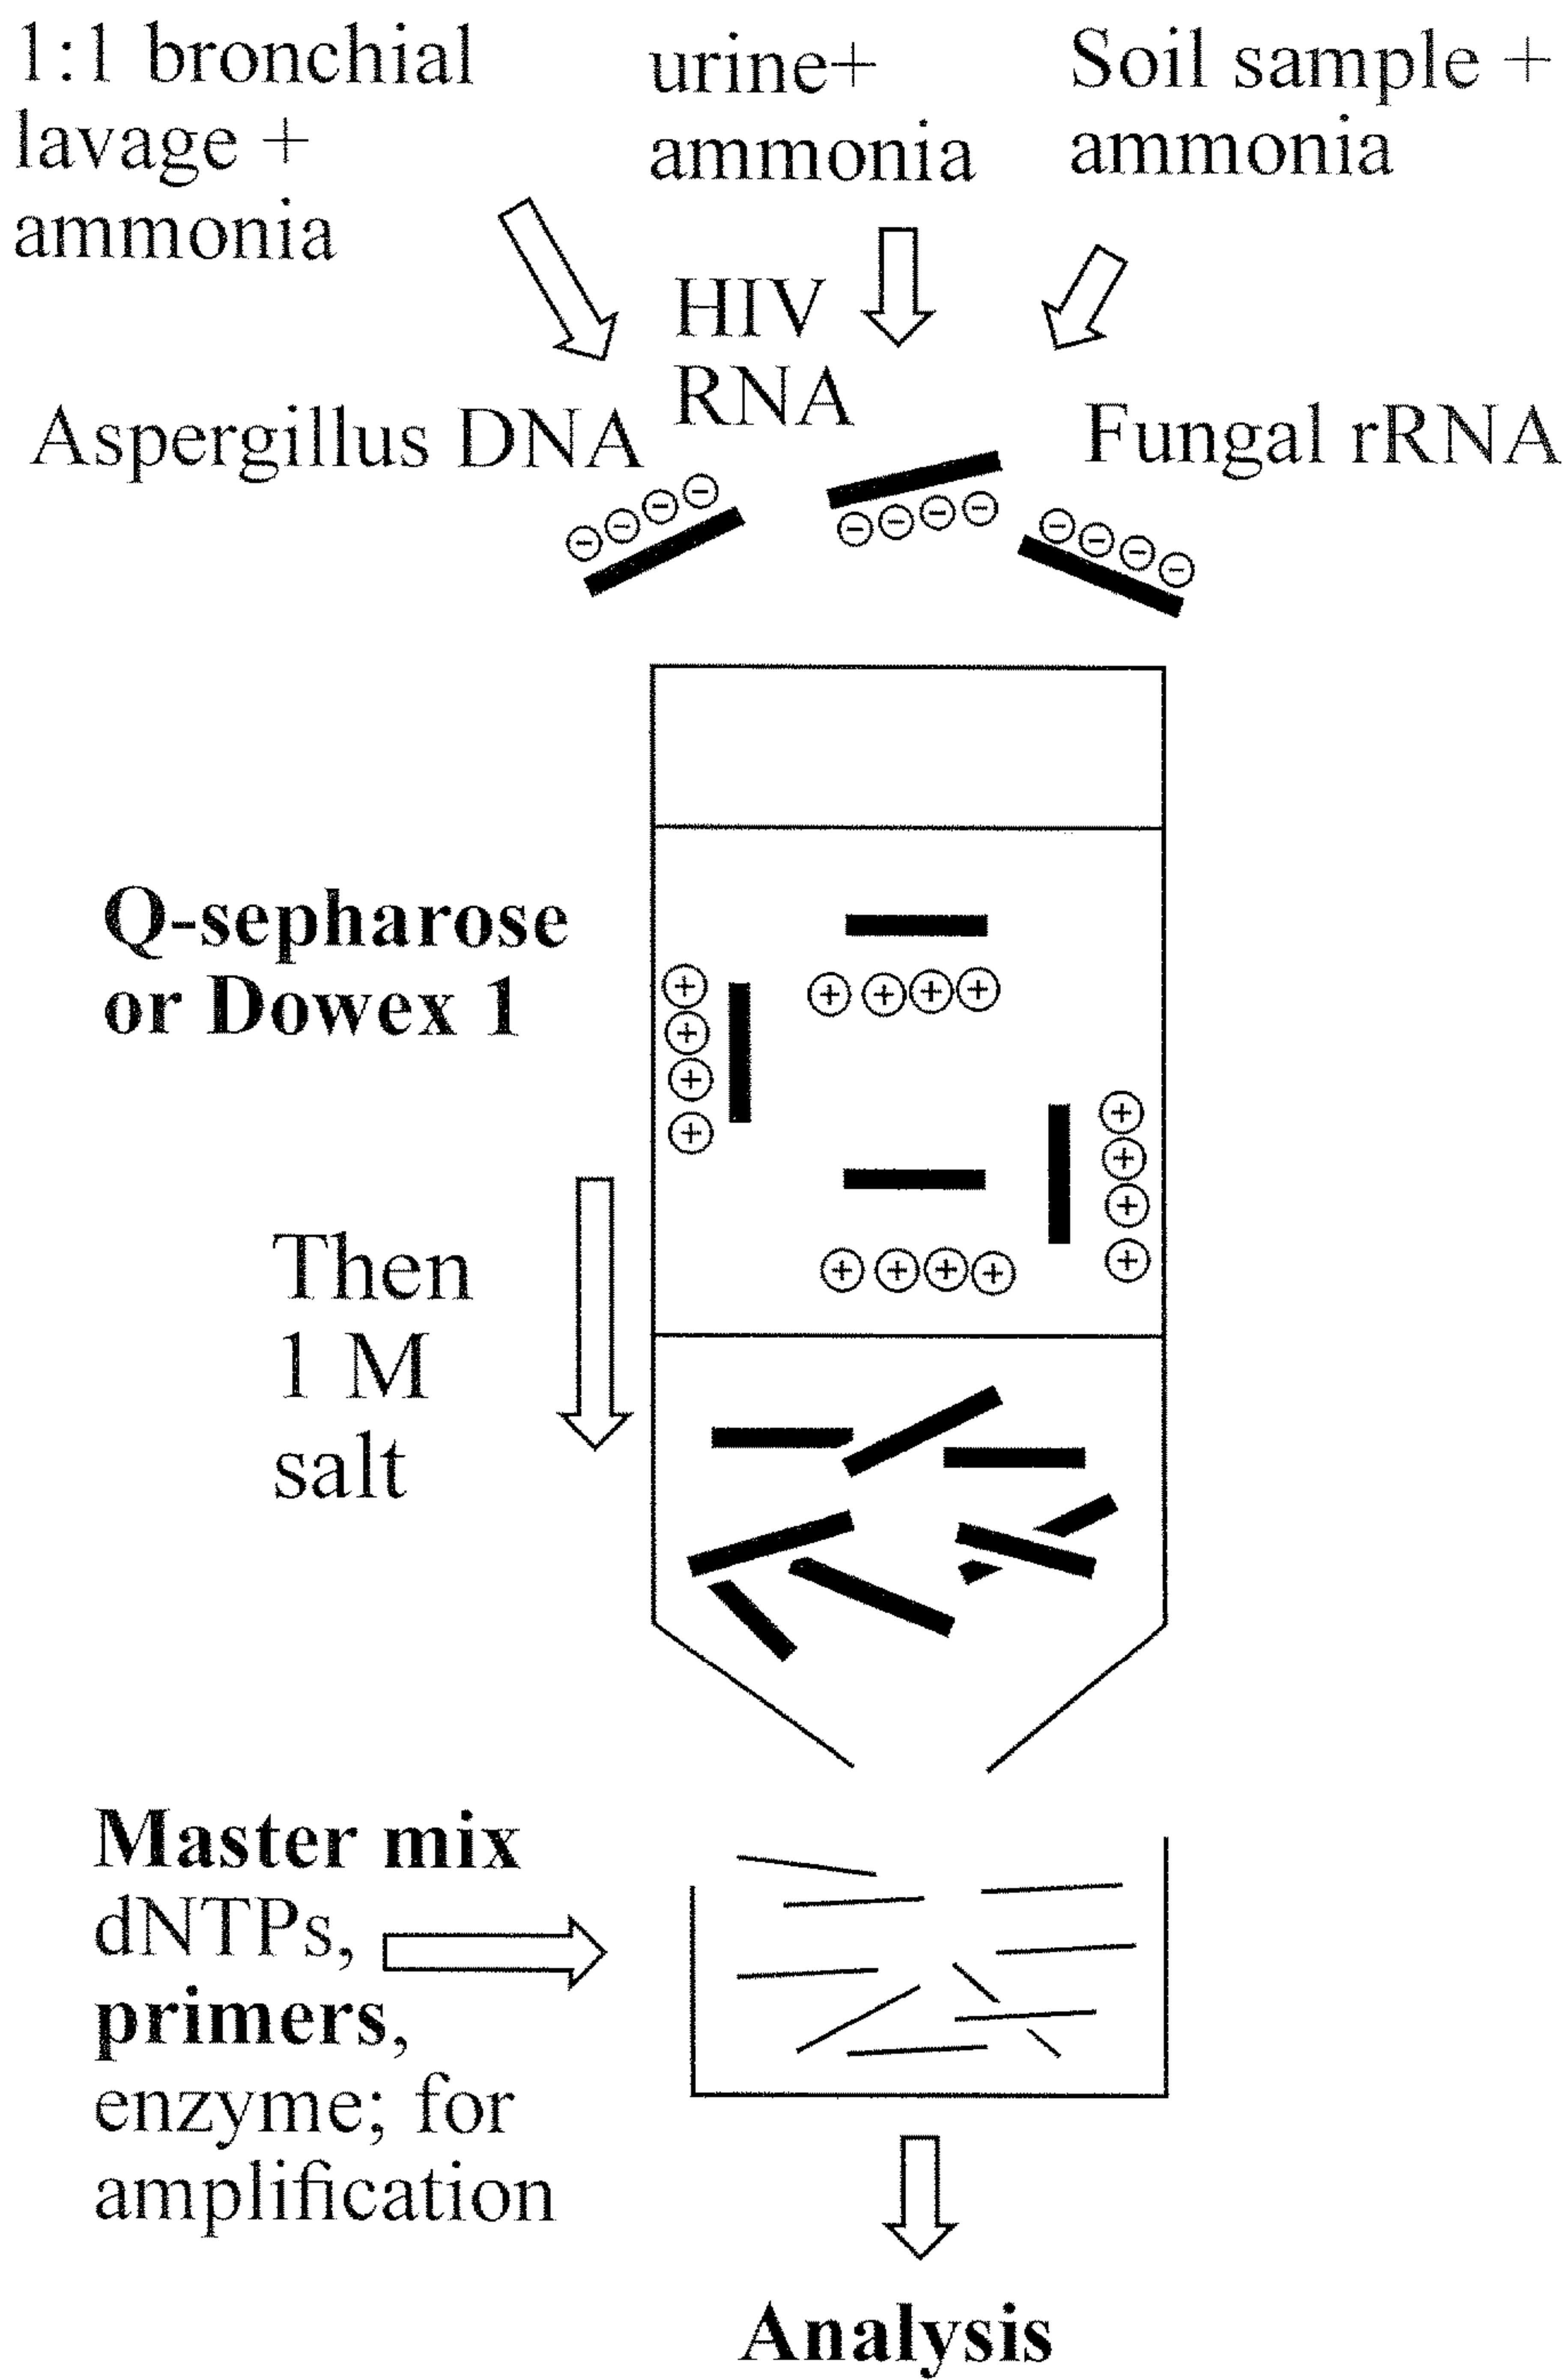 1:1 bronchial
lavage +
ammonia
urine+
ammonia
Soil sample +
ammonia
Aspergillus DNA
HIV
RNA
Fungal rRNA
Q-sepharose
or Dowex 1
Then
1 M
salt
Master mix
dNTPs,
primers,
enzyme; for
amplification
Analysis